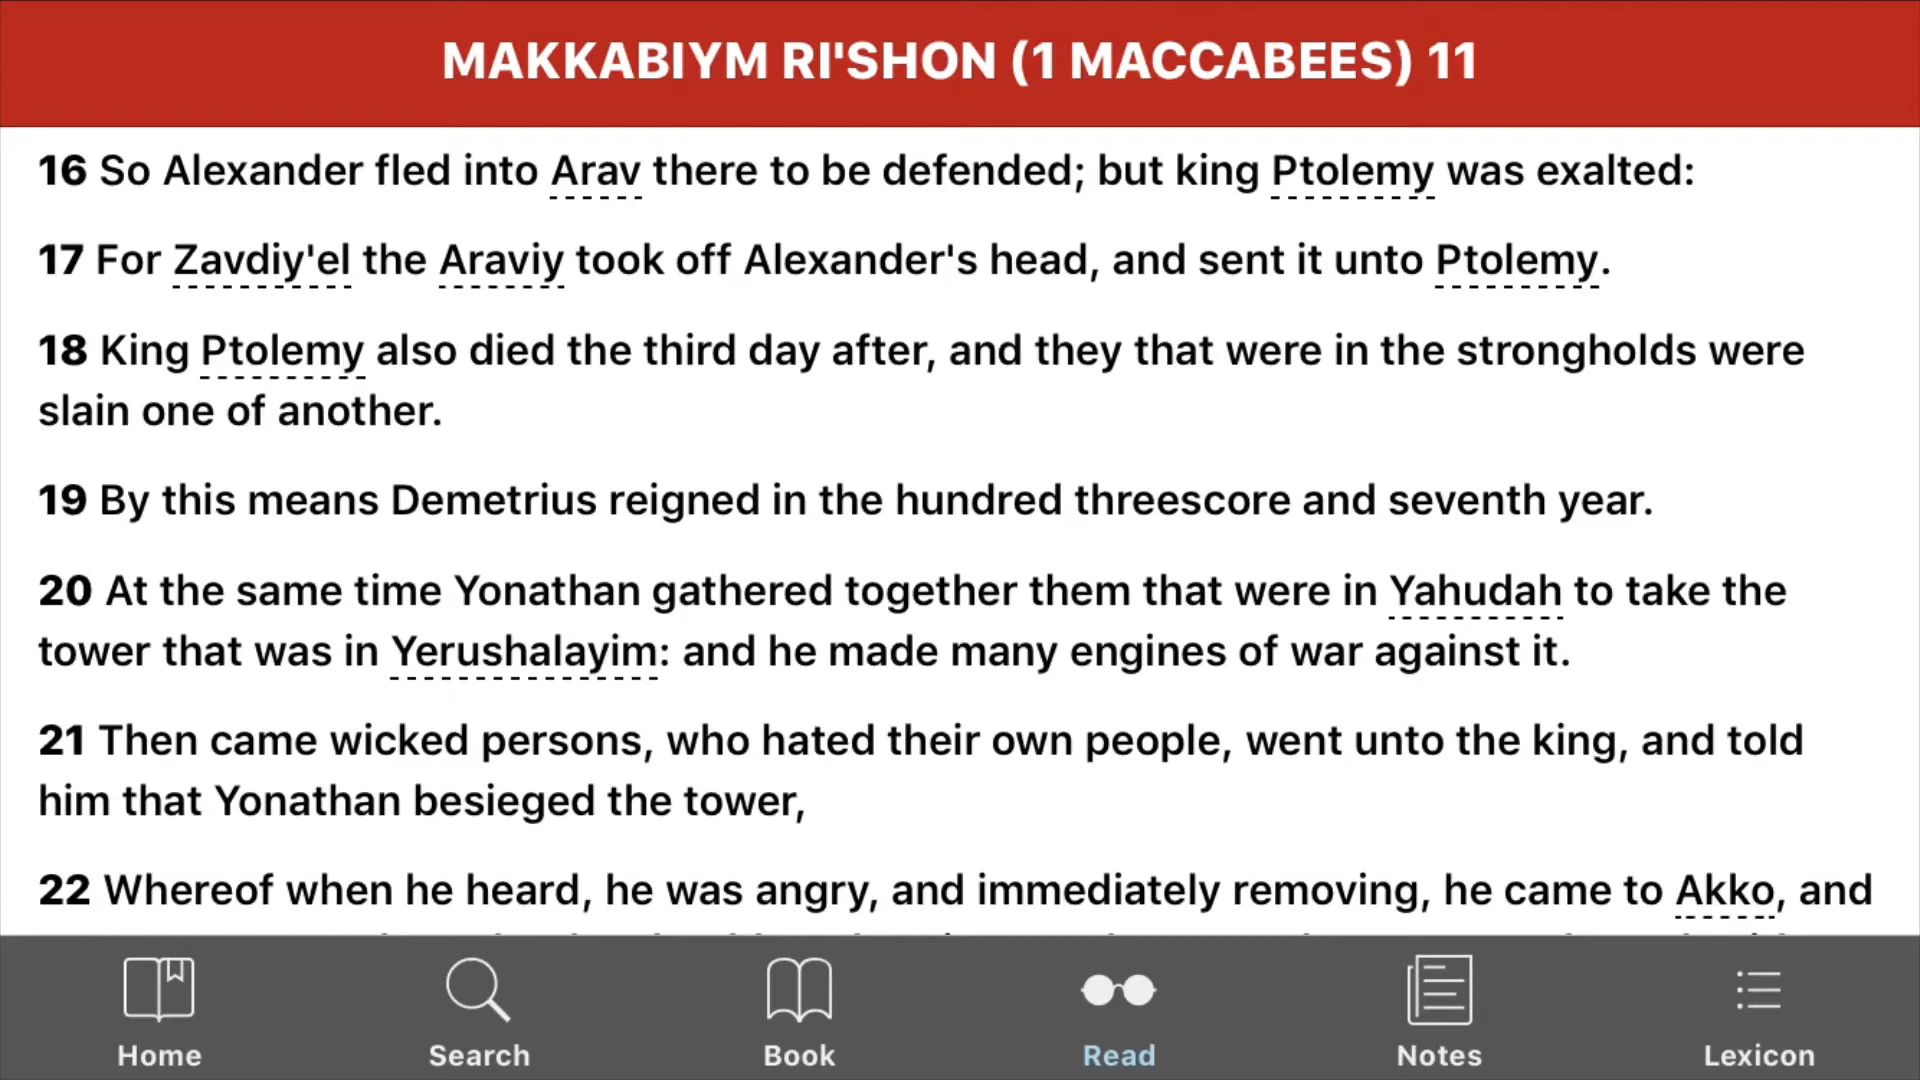 MAKKABIYM RI'SHON (1 MACCABEES) 11
16 So Alexander fled into Arav there to be defended; but king Ptolemy was exalted:
17 For Zavdiy'el the Araviy took off Alexander's head, and sent it unto Ptolemy.
18 King Ptolemy also died the third day after, and they that were in the strongholds were
slain one of another.
19 By this means Demetrius reigned in the hundred threescore and seventh year.
20 At the same time Yonathan gathered together them that were in Yahudah to take the
tower that was in Yerushalayim: and he made many engines of war against it.
21 Then came wicked persons, who hated their own people, went unto the king, and told
him that Yonathan besieged the tower,
22 Whereof when he heard, he was angry, and immediately removing, he came to Akko, and
Home
Search
Book
Read
Notes
Lexicon